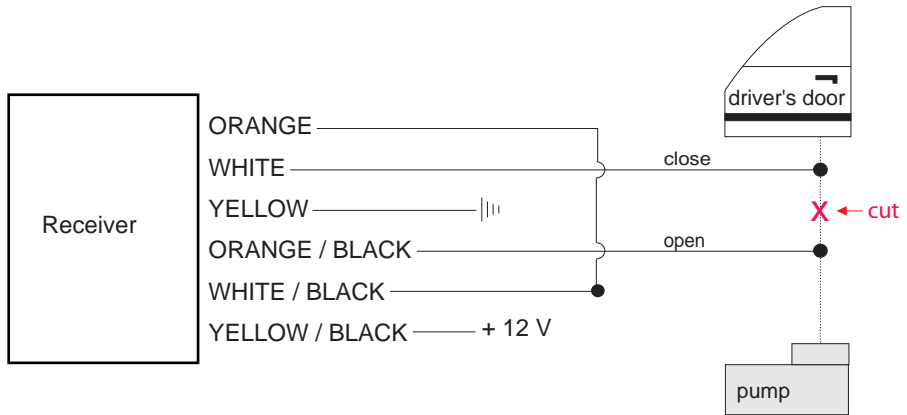 driver's door
ORANGE
WHITE
close
YELLOW
X
cut
Receiver
ORANGE / BLACK
open
WHITE / BLACK
YELLOW / BLACK
+ 12 V
pump